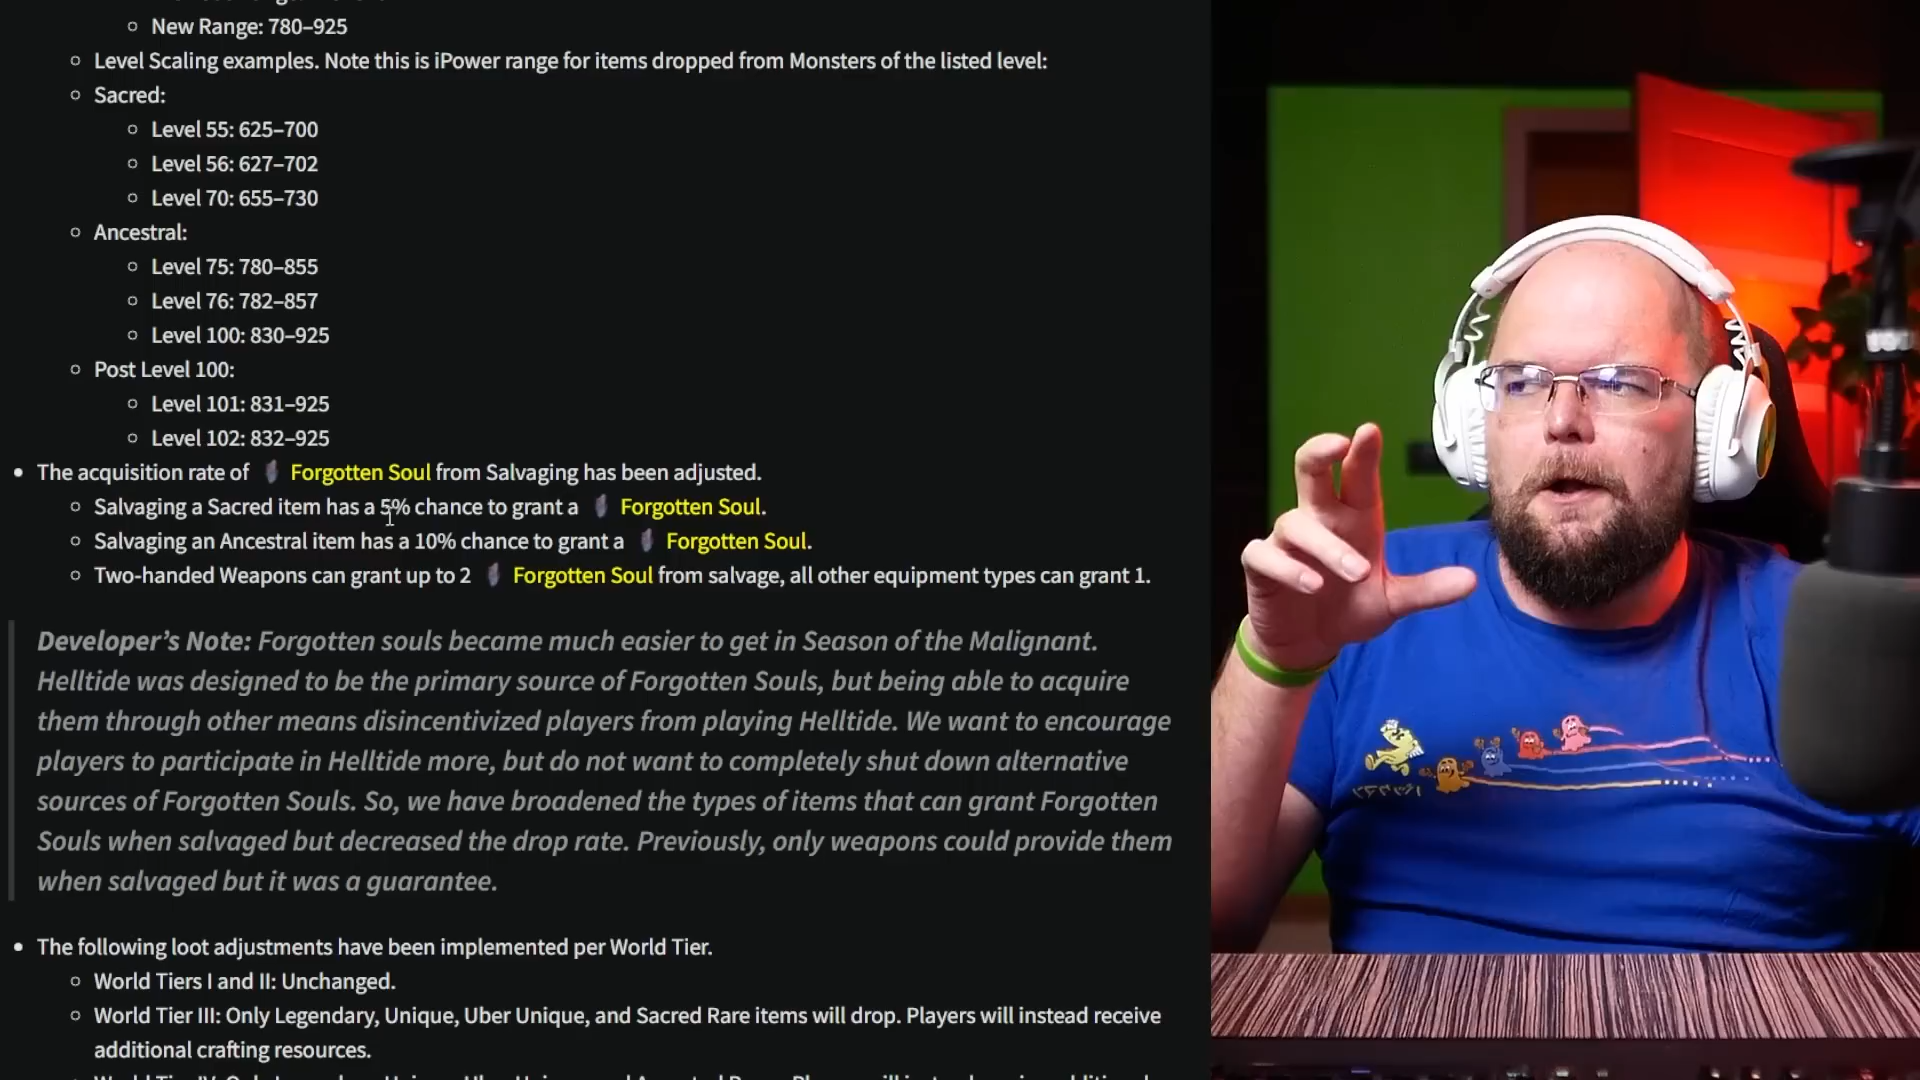 New Range: 780–925
Level Scaling examples. Note this is iPower range for items dropped from Monsters of the listed level:
Sacred:
Level 55: 625–700
Level 56: 627–702
Level 70: 655–730
Ancestral:
Level 75: 780–855
Level 76: 782–857
Level 100: 830–925
Post Level 100:
Level 101: 831–925
Level 102: 832–925
The acquisition rate of Forgotten Soul from Salvaging has been adjusted.
Salvaging a Sacred item has a 5% chance to grant a Forgotten Soul.
Salvaging an Ancestral item has a 10% chance to grant a Forgotten Soul.
Two-handed Weapons can grant up to 2 Forgotten Soul from salvage, all other equipment types can grant 1.
Developer’s Note: Forgotten souls became much easier to get in Season of the Malignant.
Helltide was designed to be the primary source of Forgotten Souls, but being able to acquire
them through other means disincentivized players from playing Helltide. We want to encourage
players to participate in Helltide more, but do not want to completely shut down alternative
sources of Forgotten Souls. So, we have broadened the types of items that can grant Forgotten
Souls when salvaged but decreased the drop rate. Previously, only weapons could provide them
when salvaged but it was a guarantee.
The following loot adjustments have been implemented per World Tier.
World Tiers I and II: Unchanged.
World Tier III: Only Legendary, Unique, Uber Unique, and Sacred Rare items will drop. Players will instead receive
additional crafting resources.